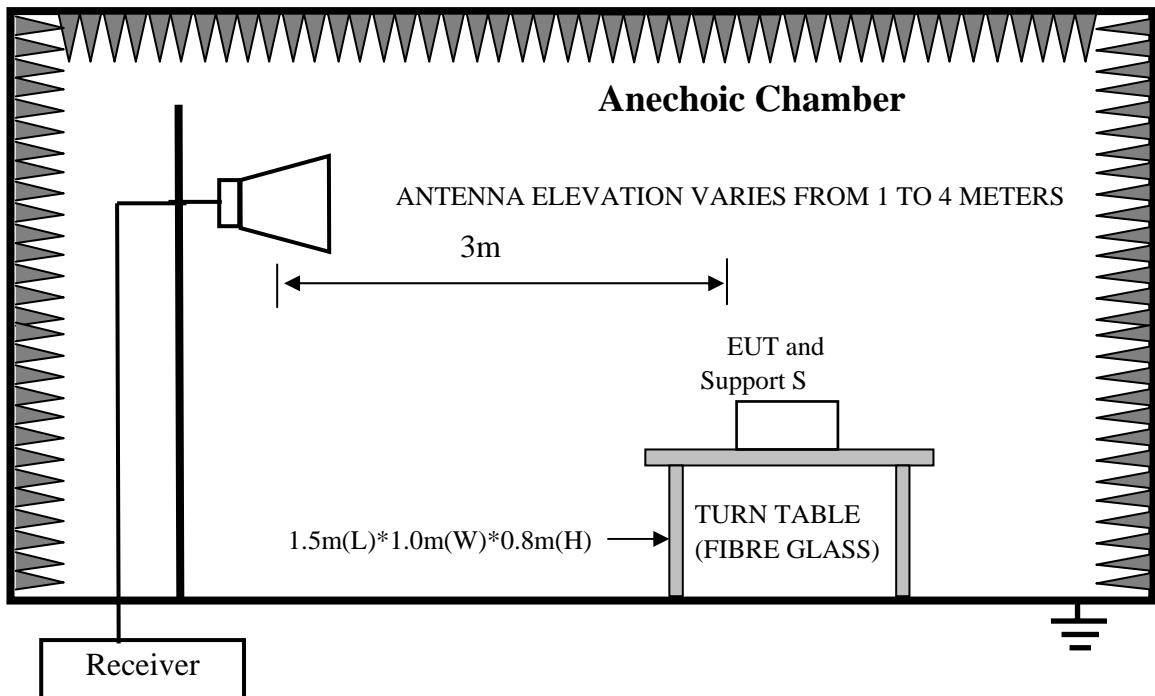 Anechoic Chamber
ANTENNA ELEVATION VARIES FROM 1 TO 4 METERS
3m
EUT and
Support S
1.5m(L)*1.0m(W)*0.8m(H)
TURN TABLE
(FIBRE GLASS)
Receiver